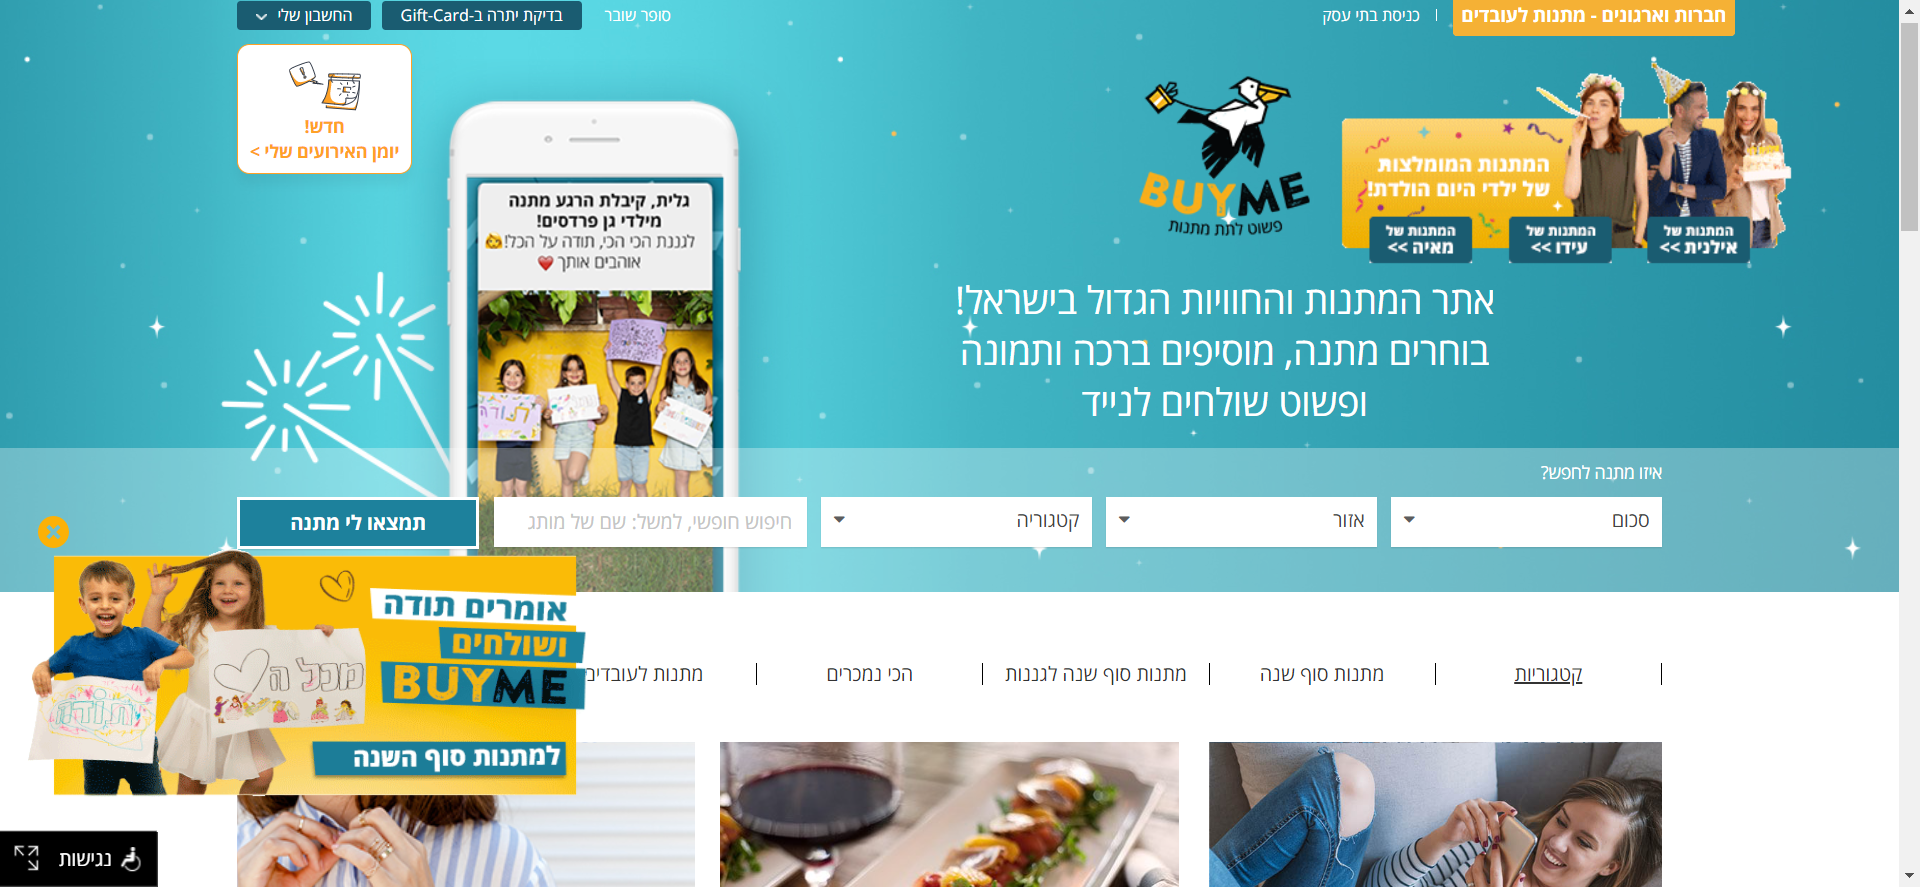 חברות וארגונים - מתנות לעובדים
כניסת בתי עסק
סופר שובר
בדיקת יתרה ב-Gift-Card
החשבון שלי
חדש!
יומן האירועים שלי >
גלית, קיבלת הרגע מתנה
מילדי גן פרדסים!
לגננת הכי הכי, תודה על הכל!
אוהבים אותך
תודה
BUYME
פשוט לתת מתנות
המתנות המומלצות
של ילדי היום הולדת!
המתנות של
אילנית >>
המתנות של
עידו >>
המתנות של
מאיה >>
אתר המתנות והחוויות הגדול בישראל!
בוחרים מתנה, מוסיפים ברכה ותמונה
ופשוט שולחים לנייד
איזו מתנה לחפש?
סכום
אזור
קטגוריה
חיפוש חופשי, למשל: שם של מותג
תמצאו לי מתנה
אומרים תודה
ושולחים
BUYME
למתנות סוף השנה
מכל ה
תודה
קטגוריות
מתנות סוף שנה
מתנות סוף שנה לגננות
הכי נמכרים
מתנות לעובדים
נגישות